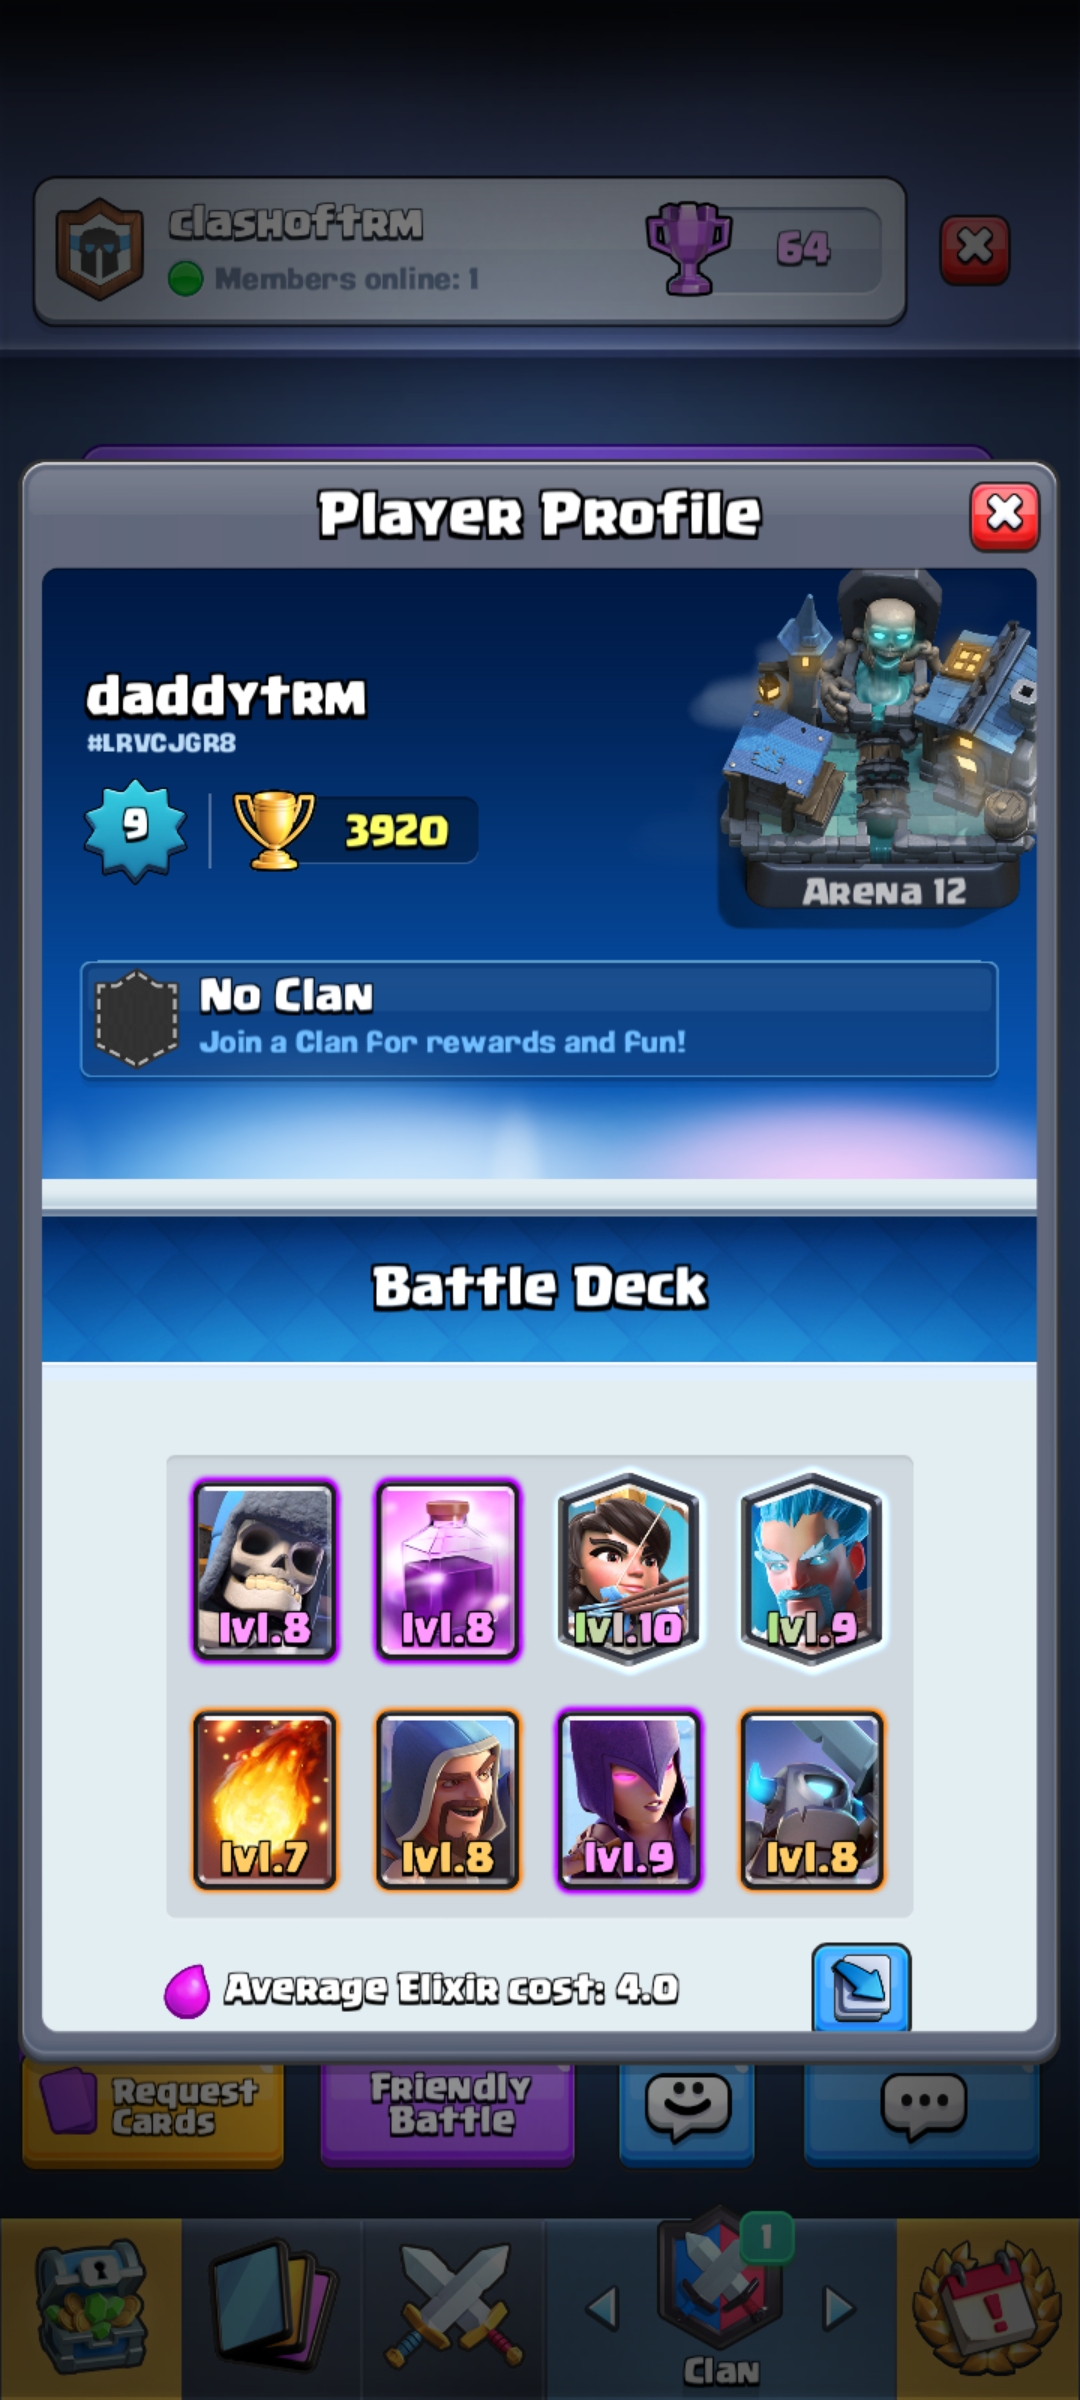 clashoftRM
Members online: 1
64
Player Profile
daddytRM
#LRVCJGR8
9
3920
Arena 12
No Clan
Join a Clan for rewards and fun!
Battle Deck
lvl.8
lvl.8
lvl.10
lvl.9
lvl.7
lvl.8
lvl.9
lvl.8
Average Elixir cost: 4.0
Request
Cards
Friendly
Battle
1
Clan